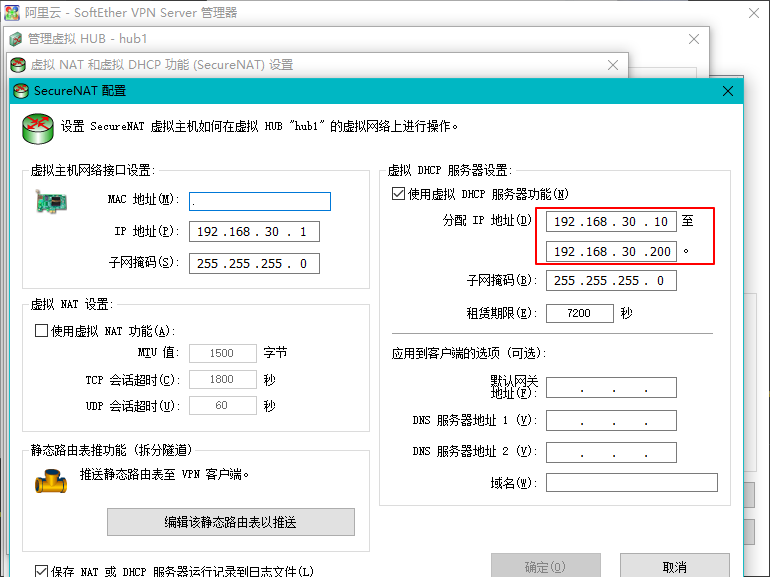 阿里云 - SoftEther VPN Server 管理器
管理虚拟 HUB - hub1
虚拟 NAT 和虚拟 DHCP 功能 (SecureNAT) 设置
SecureNAT 配置
设置 SecureNAT 虚拟主机如何在虚拟 HUB "hub1" 的虚拟网络上进行操作。
虚拟主机网络接口设置:
MAC 地址(M): .
IP 地址(P): 192 .168 . 30 . 1
子网掩码(S): 255 .255 .255 . 0
虚拟 NAT 设置:
使用虚拟 NAT 功能(A):
MTU 值: 1500 字节
TCP 会话超时(C): 1800 秒
UDP 会话超时(U): 60 秒
静态路由表推功能 (拆分隧道)
推送静态路由表至 VPN 客户端。
编辑该静态路由表以推送
保存 NAT 或 DHCP 服务器运行记录到日志文件(L)
虚拟 DHCP 服务器设置:
使用虚拟 DHCP 服务器功能(N)
分配 IP 地址(D) 192 .168 . 30 . 10 至
192 .168 . 30 .200 。
子网掩码(B): 255 .255 .255 . 0
租赁期限(E): 7200 秒
应用到客户端的选项 (可选):
默认网关
地址(F): . . .
DNS 服务器地址 1 (V): . . .
DNS 服务器地址 2 (V): . . .
域名(W):
确定(O)
取消